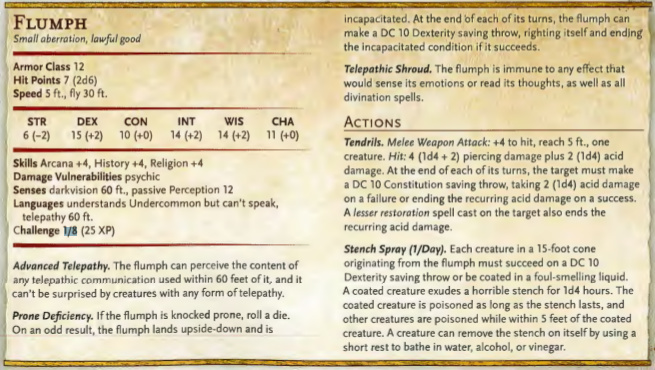 FLUMPH
Small aberration, lawful good
Armor Class 12
Hit Points 7 (2d6)
Speed 5 ft., fly 30 ft.
STR DEX CON INT WIS CHA
6 (−2) 15 (+2) 10 (+0) 14 (+2) 14 (+2) 11 (+0)
Skills Arcana +4, History +4, Religion +4
Damage Vulnerabilities psychic
Senses darkvision 60 ft., passive Perception 12
Languages understands Undercommon but can't speak,
telepathy 60 ft.
Challenge 1/8 (25 XP)
Advanced Telepathy. The flumph can perceive the content of
any telepathic communication used within 60 feet of it, and it
can't be surprised by creatures with any form of telepathy.
Prone Deficiency. If the flumph is knocked prone, roll a die.
On an odd result, the flumph lands upside-down and is
incapacitated. At the end of each of its turns, the flumph can
make a DC 10 Dexterity saving throw, righting itself and ending
the incapacitated condition if it succeeds.
Telepathic Shroud. The flumph is immune to any effect that
would sense its emotions or read its thoughts, as well as all
divination spells.
ACTIONS
Tendrils. Melee Weapon Attack: +4 to hit, reach 5 ft., one
creature. Hit: 4 (1d4 + 2) piercing damage plus 2 (1d4) acid
damage. At the end of each of its turns, the target must make
a DC 10 Constitution saving throw, taking 2 (1d4) acid damage
on a failure or ending the recurring acid damage on a success.
A lesser restoration spell cast on the target also ends the
recurring acid damage.
Stench Spray (1/Day). Each creature in a 15-foot cone
originating from the flumph must succeed on a DC 10
Dexterity saving throw or be coated in a foul-smelling liquid.
A coated creature exudes a horrible stench for 1d4 hours. The
coated creature is poisoned as long as the stench lasts, and
other creatures are poisoned while within 5 feet of the coated
creature. A creature can remove the stench on itself by using a
short rest to bathe in water, alcohol, or vinegar.